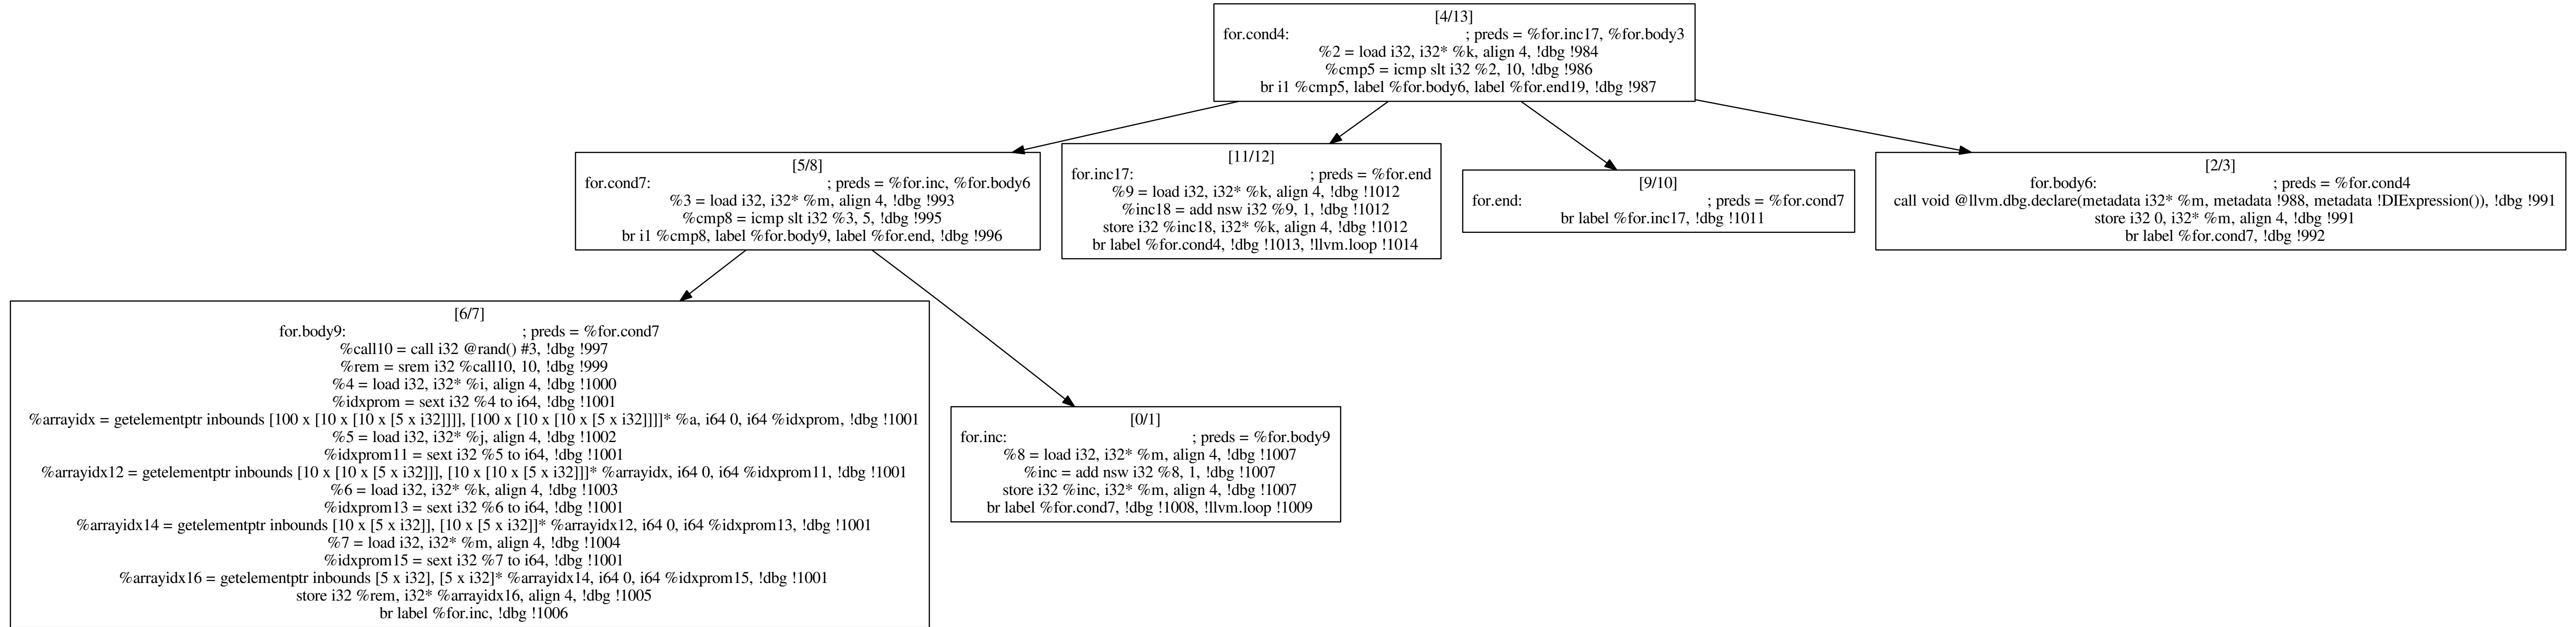 [4/13]
for.cond4: ; preds = %for.inc17, %for.body3
%2 = load i32, i32* %k, align 4, !dbg !984
%cmp5 = icmp slt i32 %2, 10, !dbg !986
br i1 %cmp5, label %for.body6, label %for.end19, !dbg !987
[5/8]
for.cond7: ; preds = %for.inc, %for.body6
%3 = load i32, i32* %m, align 4, !dbg !993
%cmp8 = icmp slt i32 %3, 5, !dbg !995
br i1 %cmp8, label %for.body9, label %for.end, !dbg !996
[11/12]
for.inc17: ; preds = %for.end
%9 = load i32, i32* %k, align 4, !dbg !1012
%inc18 = add nsw i32 %9, 1, !dbg !1012
store i32 %inc18, i32* %k, align 4, !dbg !1012
br label %for.cond4, !dbg !1013, !llvm.loop !1014
[9/10]
for.end: ; preds = %for.cond7
br label %for.inc17, !dbg !1011
[2/3]
for.body6: ; preds = %for.cond4
call void @llvm.dbg.declare(metadata i32* %m, metadata !988, metadata !DIExpression()), !dbg !991
store i32 0, i32* %m, align 4, !dbg !991
br label %for.cond7, !dbg !992
[6/7]
for.body9: ; preds = %for.cond7
%call10 = call i32 @rand() #3, !dbg !997
%rem = srem i32 %call10, 10, !dbg !999
%4 = load i32, i32* %i, align 4, !dbg !1000
%idxprom = sext i32 %4 to i64, !dbg !1001
%arrayidx = getelementptr inbounds [100 x [10 x [10 x [5 x i32]]]], [100 x [10 x [10 x [5 x i32]]]]* %a, i64 0, i64 %idxprom, !dbg !1001
%5 = load i32, i32* %j, align 4, !dbg !1002
%idxprom11 = sext i32 %5 to i64, !dbg !1001
%arrayidx12 = getelementptr inbounds [10 x [10 x [5 x i32]]], [10 x [10 x [5 x i32]]]* %arrayidx, i64 0, i64 %idxprom11, !dbg !1001
%6 = load i32, i32* %k, align 4, !dbg !1003
%idxprom13 = sext i32 %6 to i64, !dbg !1001
%arrayidx14 = getelementptr inbounds [10 x [5 x i32]], [10 x [5 x i32]]* %arrayidx12, i64 0, i64 %idxprom13, !dbg !1001
%7 = load i32, i32* %m, align 4, !dbg !1004
%idxprom15 = sext i32 %7 to i64, !dbg !1001
%arrayidx16 = getelementptr inbounds [5 x i32], [5 x i32]* %arrayidx14, i64 0, i64 %idxprom15, !dbg !1001
store i32 %rem, i32* %arrayidx16, align 4, !dbg !1005
br label %for.inc, !dbg !1006
[0/1]
for.inc: ; preds = %for.body9
%8 = load i32, i32* %m, align 4, !dbg !1007
%inc = add nsw i32 %8, 1, !dbg !1007
store i32 %inc, i32* %m, align 4, !dbg !1007
br label %for.cond7, !dbg !1008, !llvm.loop !1009